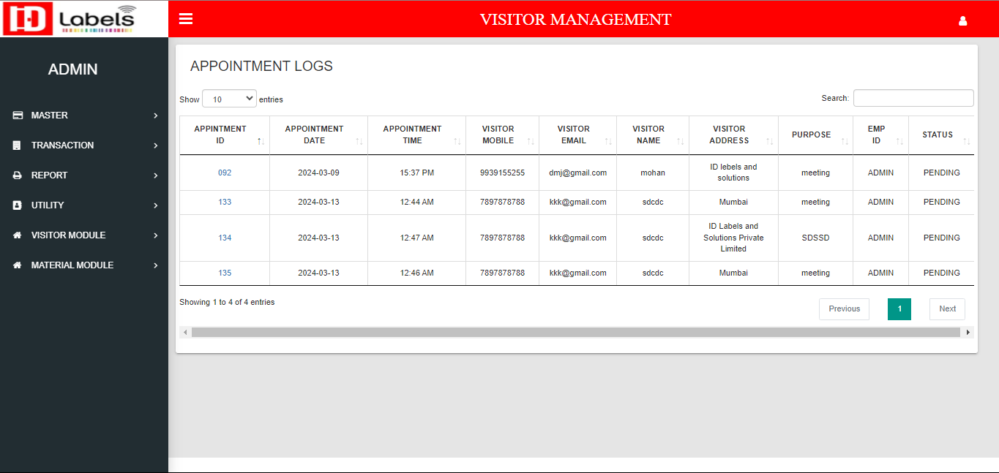 ID Labels
VISITOR MANAGEMENT
ADMIN
MASTER
TRANSACTION
REPORT
UTILITY
VISITOR MODULE
MATERIAL MODULE
APPOINTMENT LOGS
Show 10 entries
Search:
APPINTMENT ID
APPOINTMENT DATE
APPOINTMENT TIME
VISITOR MOBILE
VISITOR EMAIL
VISITOR NAME
VISITOR ADDRESS
PURPOSE
EMP ID
STATUS
092 2024-03-09 15:37 PM 9939155255 dmj@gmail.com mohan ID lebels and solutions meeting ADMIN PENDING
133 2024-03-13 12:44 AM 7897878788 kkk@gmail.com sdcdc Mumbai meeting ADMIN PENDING
134 2024-03-13 12:47 AM 7897878788 kkk@gmail.com sdcdc ID Labels and Solutions Private Limited SDSSD ADMIN PENDING
135 2024-03-13 12:46 AM 7897878788 kkk@gmail.com sdcdc Mumbai meeting ADMIN PENDING
Showing 1 to 4 of 4 entries
Previous 1 Next